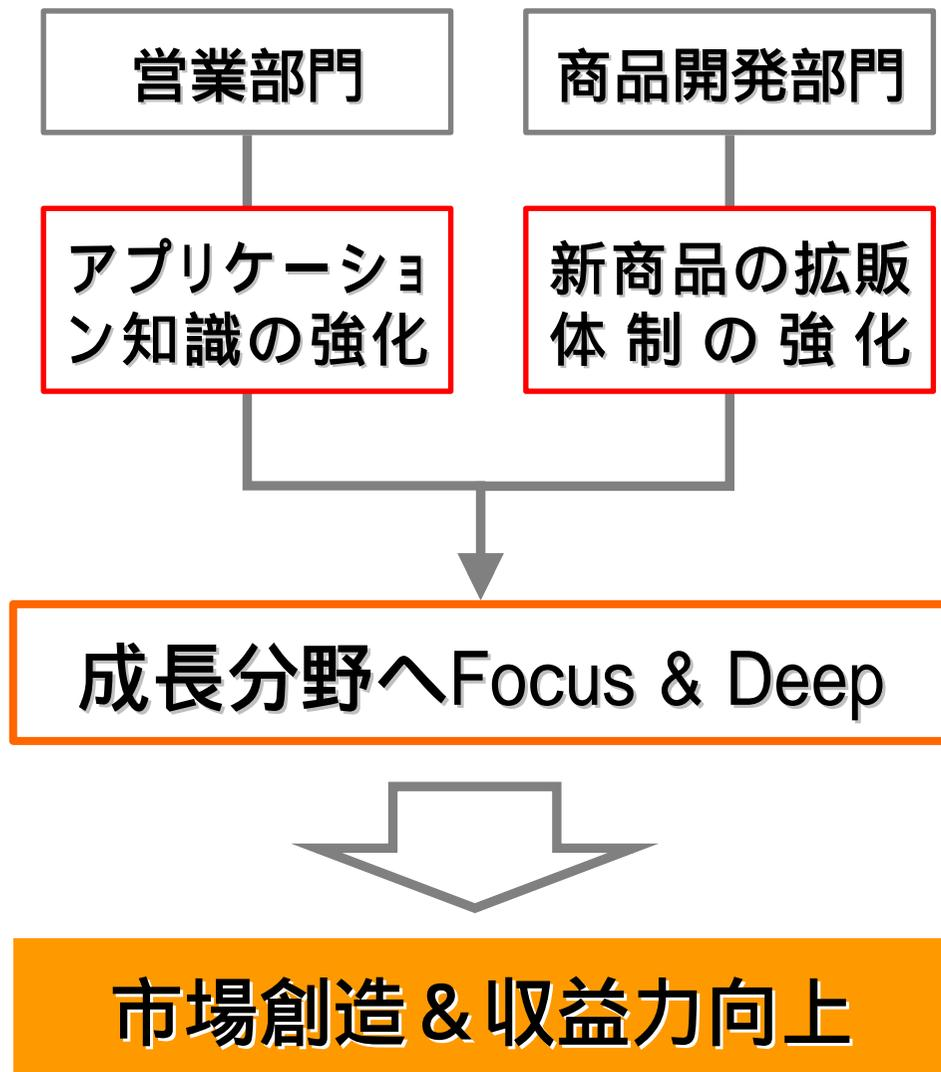 営業部門
商品開発部門
アプリケーショ
ン知識の強化
新商品の拡販
体制の強化
成長分野へFocus & Deep
市場創造＆収益力向上